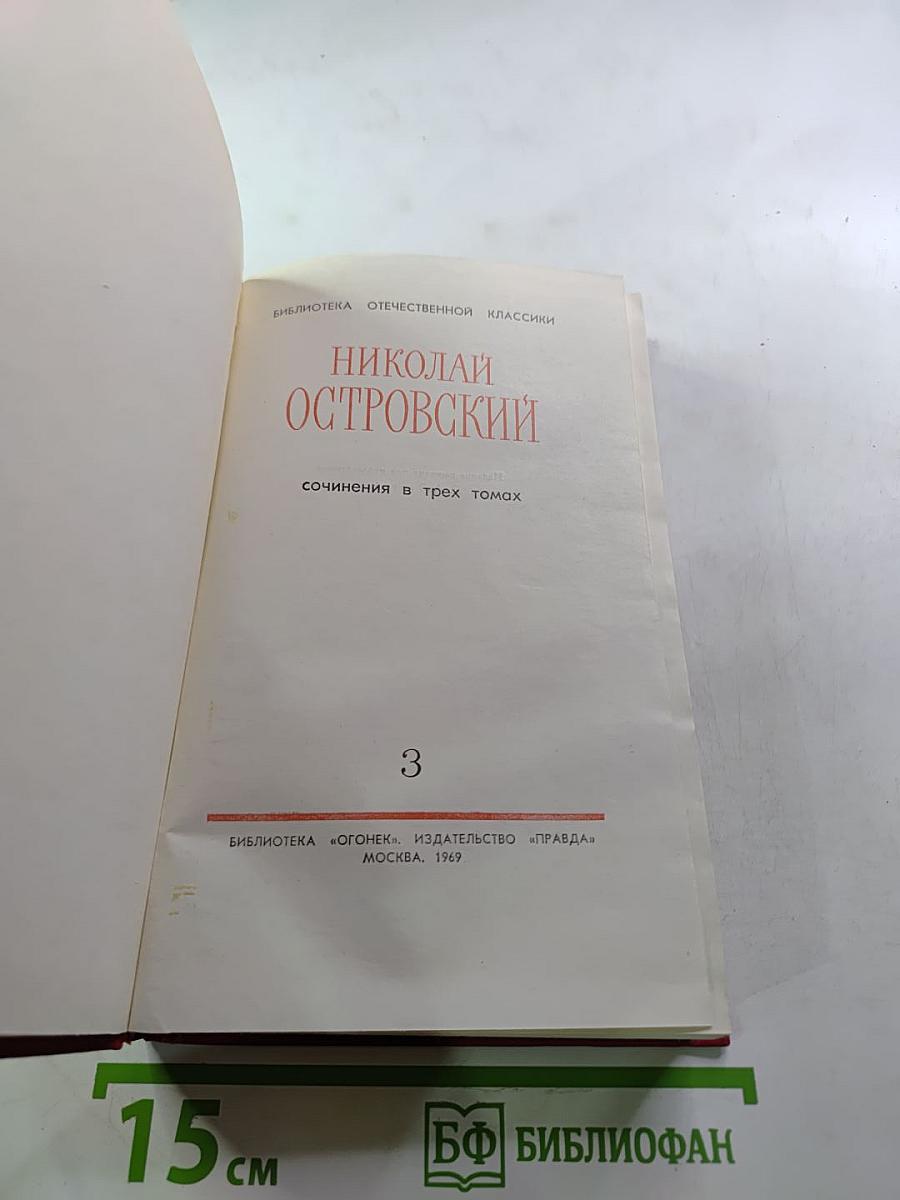 БИБЛИОТЕКА ОТЕЧЕСТВЕННОЙ КЛАССИКИ
НИКОЛАЙ
ОСТРОВСКИЙ
сочинения в трех томах
3
БИБЛИОТЕКА «ОГОНЕК». ИЗДАТЕЛЬСТВО «ПРАВДА»
МОСКВА. 1969
15 см
БФ БИБЛИОФАН